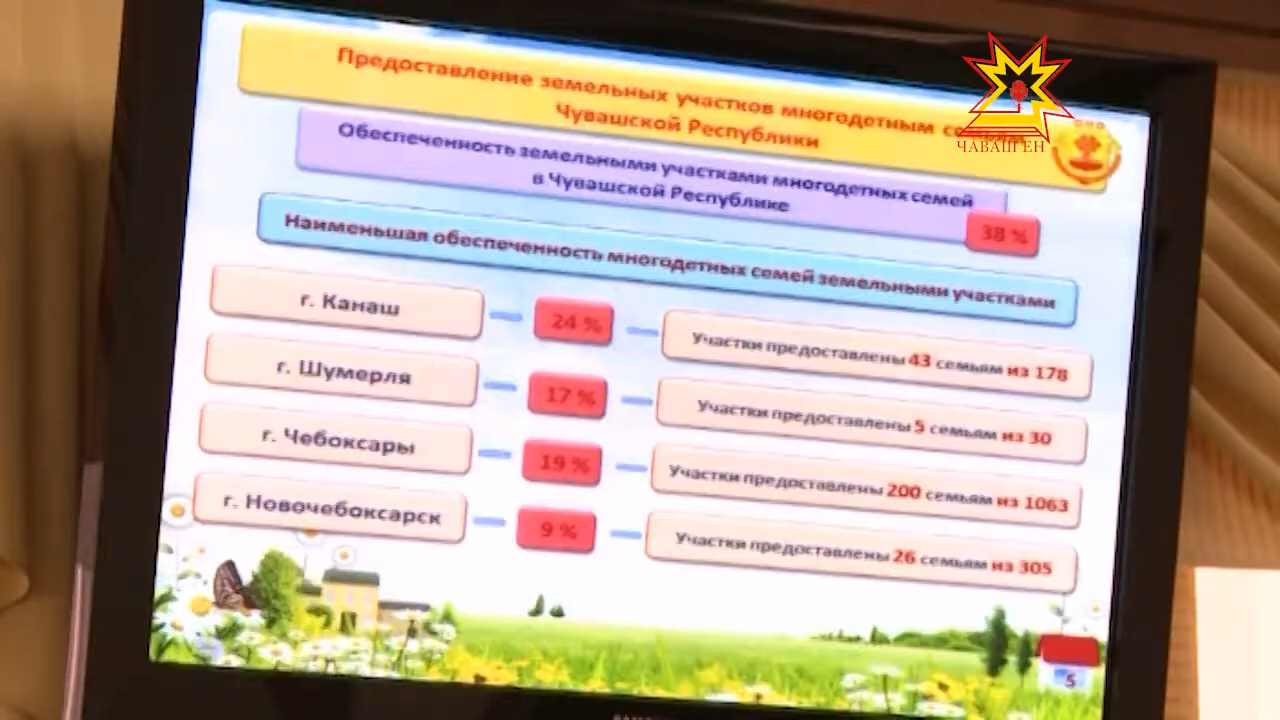 Предоставление земельных участков многодетным семьям
Чувашской Республики
ЧĂВАШ ЕН
Обеспеченность земельными участками многодетных семей
в Чувашской Республике
38 %
Наименьшая обеспеченность многодетных семей земельными участками
г. Канаш 24 % Участки предоставлены 43 семьям из 178
г. Шумерля 17 % Участки предоставлены 5 семьям из 30
г. Чебоксары 19 % Участки предоставлены 200 семьям из 1063
г. Новочебоксарск 9 % Участки предоставлены 26 семьям из 305
5